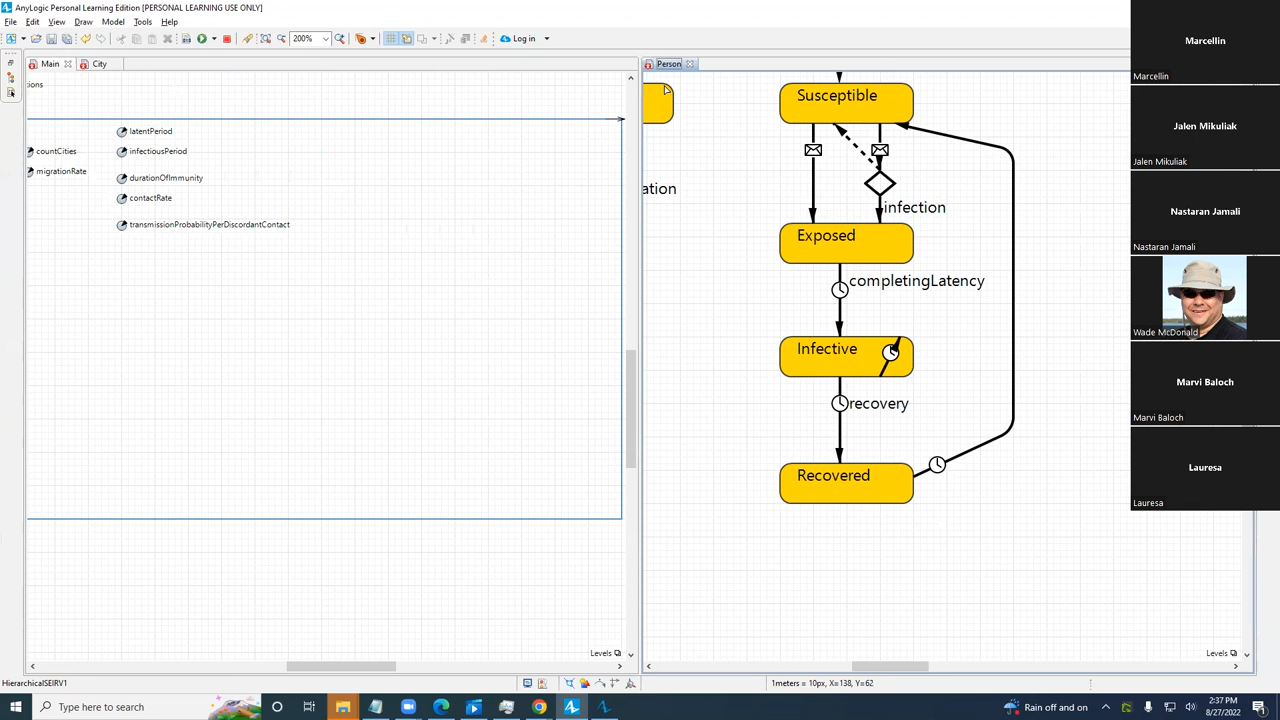 AnyLogic Personal Learning Edition [PERSONAL LEARNING USE ONLY]
File Edit View Draw Model Tools Help
200%
Log in
Main
City
Person
ions
latentPeriod
countCities
infectiousPeriod
migrationRate
durationOfImmunity
contactRate
transmissionProbabilityPerDiscordantContact
Levels
ation
Susceptible
infection
Exposed
completingLatency
Infective
recovery
Recovered
Levels
Marcellin
Marcellin
Jalen Mikuliak
Jalen Mikuliak
Nastaran Jamali
Nastaran Jamali
Wade McDonald
Marvi Baloch
Marvi Baloch
Lauresa
Lauresa
HierarchicalSEIRV1
1meters = 10px, X=138, Y=62
Type here to search
Rain off and on
2:37 PM
8/27/2022
1